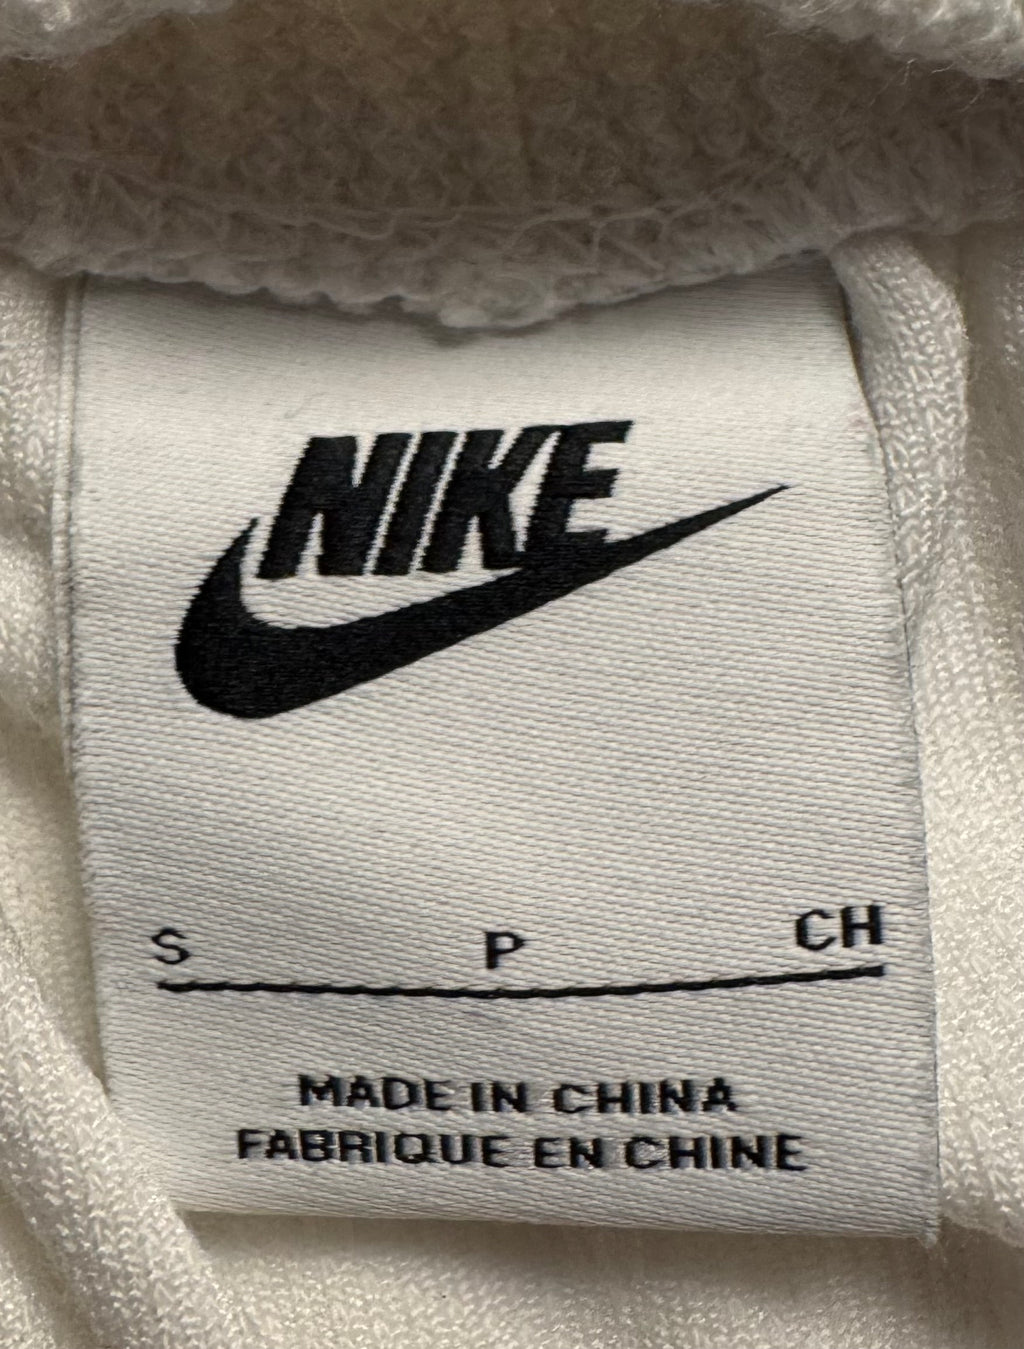 NIKE
S P CH
MADE IN CHINA
FABRIQUE EN CHINE